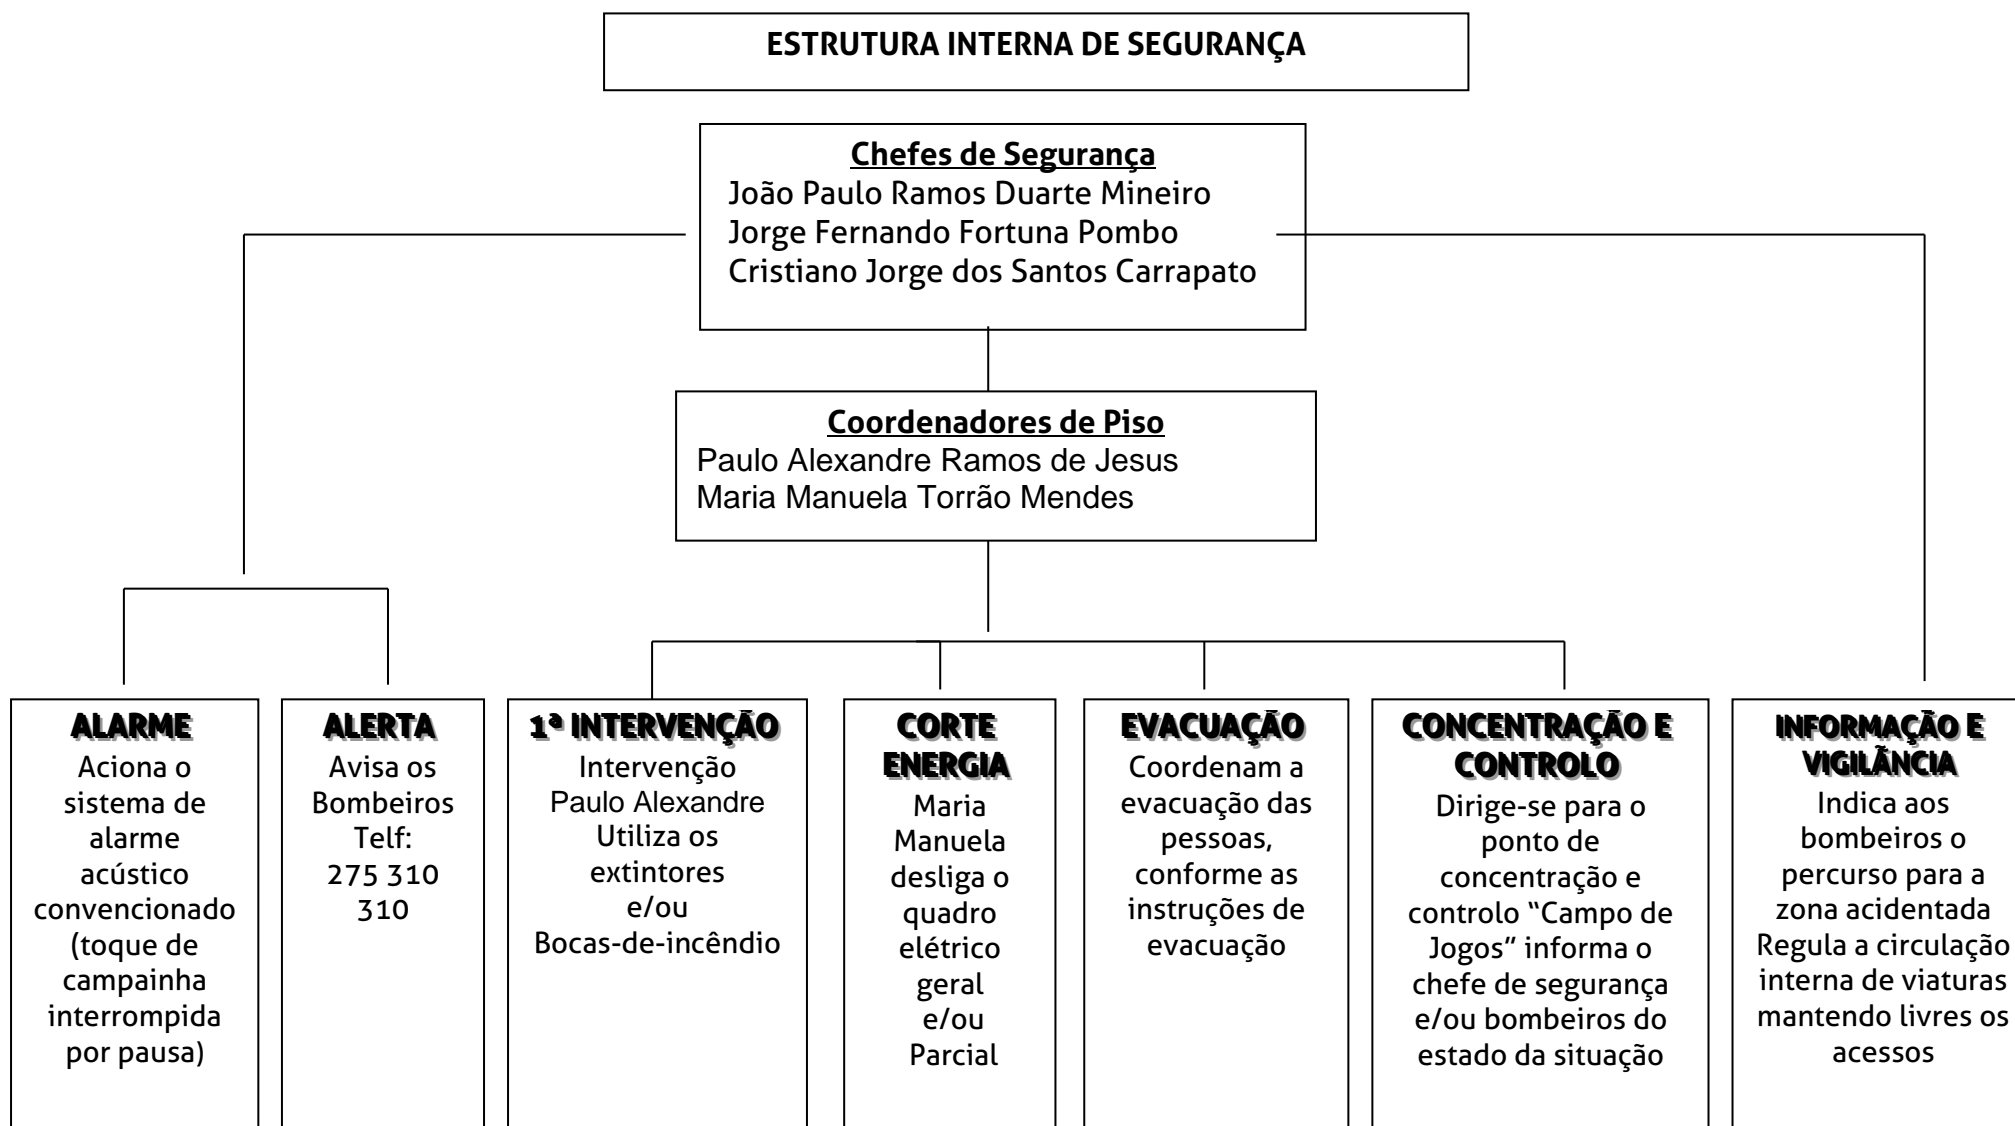 ESTRUTURA INTERNA DE SEGURANÇA
Chefes de Segurança
João Paulo Ramos Duarte Mineiro
Jorge Fernando Fortuna Pombo
Cristiano Jorge dos Santos Carrapato
Coordenadores de Piso
Paulo Alexandre Ramos de Jesus
Maria Manuela Torrão Mendes
ALARME
Aciona o
sistema de
alarme
acústico
convencionado
(toque de
campainha
interrompida
por pausa)
ALERTA
Avisa os
Bombeiros
Telf:
275 310
310
1ª INTERVENÇÃO
Intervenção
Paulo Alexandre
Utiliza os
extintores
e/ou
Bocas-de-incêndio
CORTE
ENERGIA
Maria
Manuela
desliga o
quadro
elétrico
geral
e/ou
Parcial
EVACUAÇÃO
Coordenam a
evacuação das
pessoas,
conforme as
instruções de
evacuação
CONCENTRAÇÃO E
CONTROLO
Dirige-se para o
ponto de
concentração e
controlo “Campo de
Jogos” informa o
chefe de segurança
e/ou bombeiros do
estado da situação
INFORMAÇÃO E
VIGILÃNCIA
Indica aos
bombeiros o
percurso para a
zona acidentada
Regula a circulação
interna de viaturas
mantendo livres os
acessos